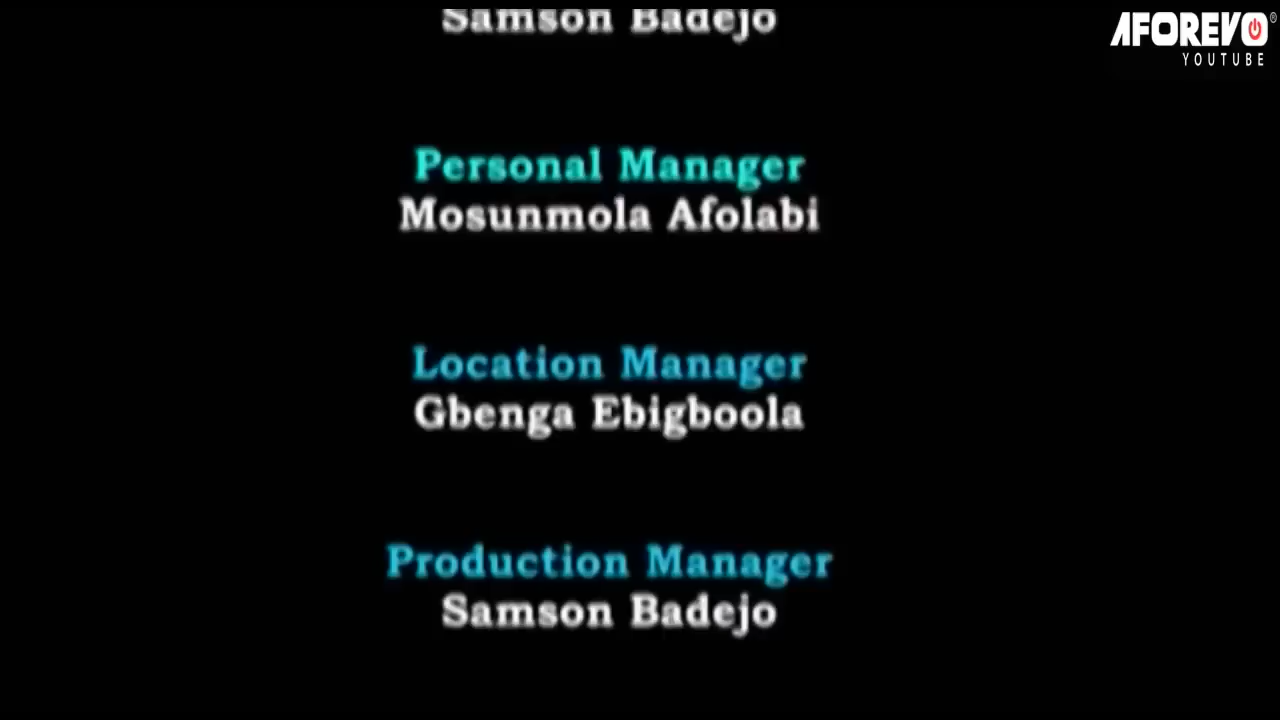 Samson Badejo
AFOREVO
YOUTUBE
Personal Manager
Mosunmola Afolabi
Location Manager
Gbenga Ebigboola
Production Manager
Samson Badejo